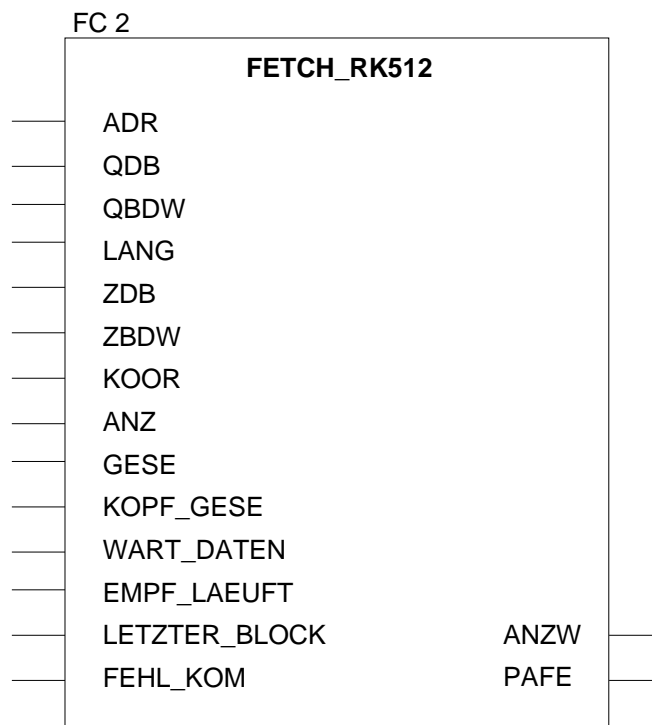 FC 2
FETCH_RK512
ADR
QDB
QBDW
LANG
ZDB
ZBDW
KOOR
ANZ
GESE
KOPF_GESE
WART_DATEN
EMPF_LAEUFT
LETZTER_BLOCK ANZW
FEHL_KOM PAFE